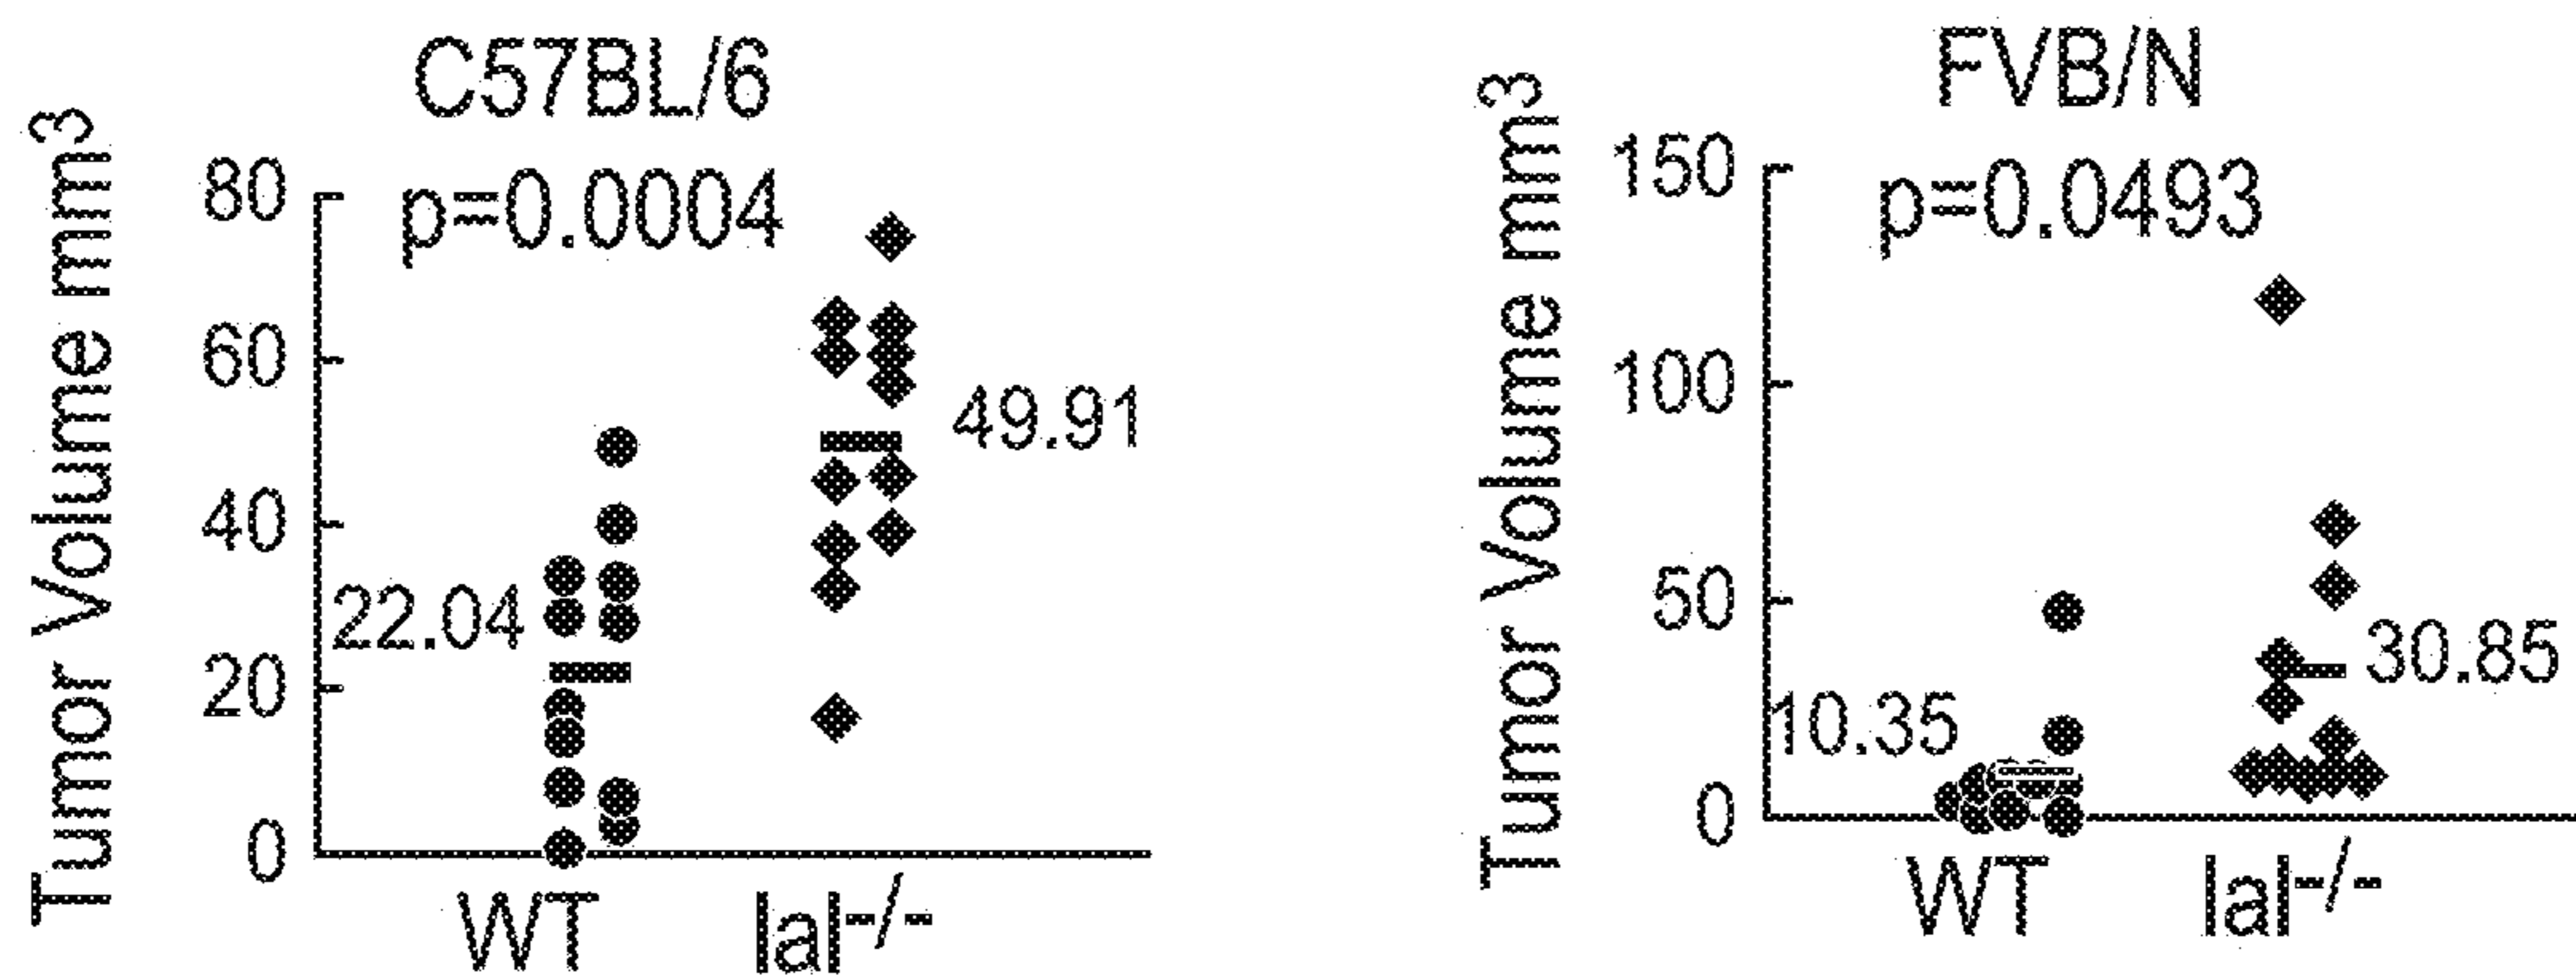 C57BL/6
p=0.0004
Tumor Volume mm³
80
60
40
20
0
22.04
49.91
WT
lal-/-
FVB/N
p=0.0493
Tumor Volume mm³
150
100
50
0
10.35
30.85
WT
lal-/-